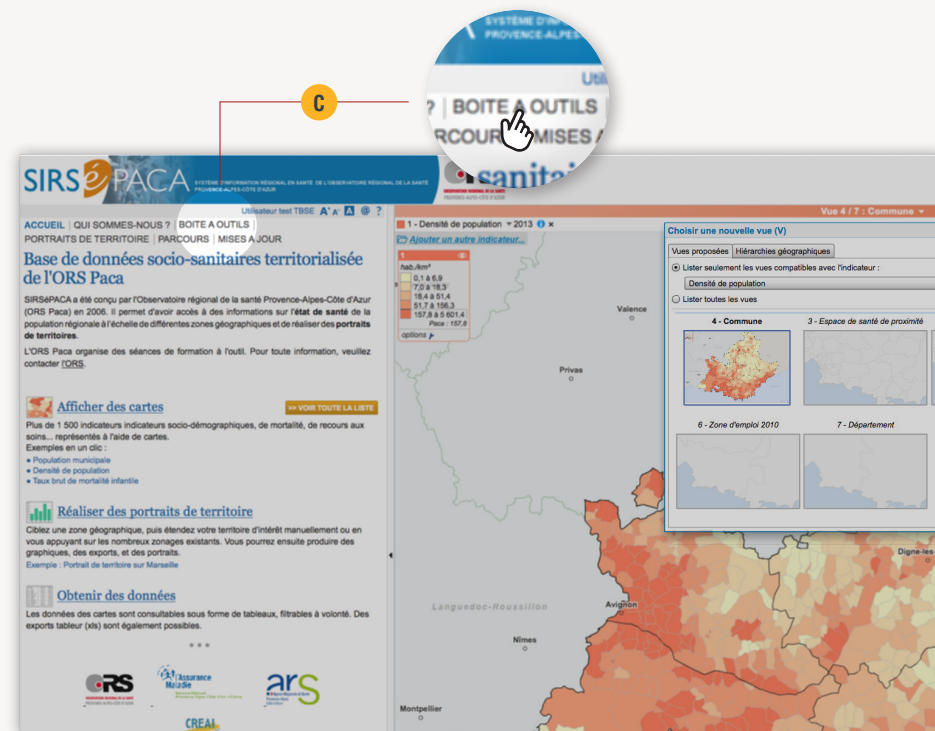 SYSTÈME D'IN
PROVENCE-ALPES
Utili
? | BOITE A OUTILS |
RCOUR MISES A
C
SIRSéPACA
SYSTÈME D'INFORMATION RÉGIONAL EN SANTÉ DE L'OBSERVATOIRE RÉGIONAL DE LA SANTÉ
PROVENCE-ALPES-CÔTE D'AZUR
sanitai
Utilisateur test TBSE A+ A- A @ ?
ACCUEIL | QUI SOMMES-NOUS ? | BOITE A OUTILS |
PORTRAITS DE TERRITOIRE | PARCOURS | MISES A JOUR
Base de données socio-sanitaires territorialisée
de l'ORS Paca
SIRSéPACA a été conçu par l'Observatoire régional de la santé Provence-Alpes-Côte d'Azur
(ORS Paca) en 2006. Il permet d'avoir accès à des informations sur l'état de santé de la
population régionale à l'échelle de différentes zones géographiques et de réaliser des portraits
de territoires.
L'ORS Paca organise des séances de formation à l'outil. Pour toute information, veuillez
contacter l'ORS.
Afficher des cartes
>> VOIR TOUTE LA LISTE
Plus de 1 500 indicateurs indicateurs socio-démographiques, de mortalité, de recours aux
soins... représentés à l'aide de cartes.
Exemples en un clic :
• Population municipale
• Densité de population
• Taux brut de mortalité infantile
Réaliser des portraits de territoire
Ciblez une zone géographique, puis étendez votre territoire d'intérêt manuellement ou en
vous appuyant sur les nombreux zonages existants. Vous pourrez ensuite produire des
graphiques, des exports, et des portraits.
Exemple : Portrait de territoire sur Marseille
Obtenir des données
Les données des cartes sont consultables sous forme de tableaux, filtrables à volonté. Des
exports tableur (xls) sont également possibles.
ORS
l'Assurance
Maladie
ars
CREAI
Vue 4 / 7 : Commune
1 - Densité de population 2013 i ×
Ajouter un autre indicateur...
1
hab./km²
0,1 à 6,9
7,0 à 18,3
18,4 à 51,4
51,7 à 156,3
157,8 à 5 601,4
Paca : 157,8
options
Choisir une nouvelle vue (V)
Vues proposées
Hiérarchies géographiques
Lister seulement les vues compatibles avec l'indicateur :
Densité de population
Lister toutes les vues
4 - Commune
3 - Espace de santé de proximité
6 - Zone d'emploi 2010
7 - Département
Valence
Privas
Digne-les-
Languedoc-Roussillon
Avignon
Nîmes
Montpellier